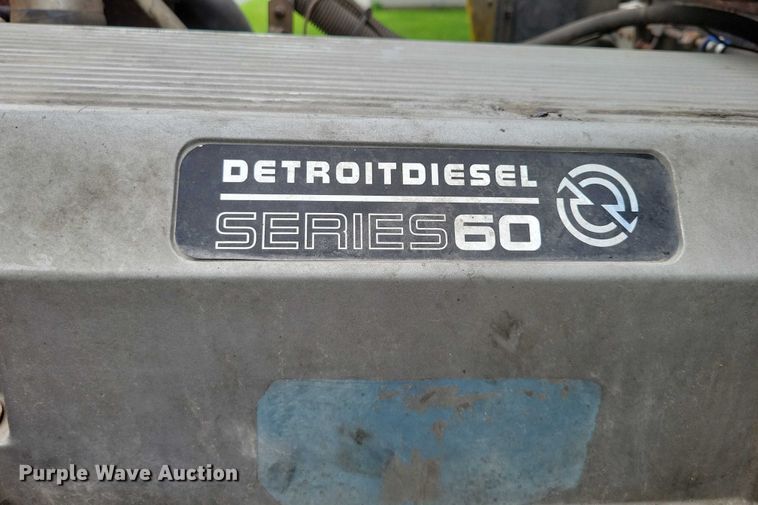 DETROITDIESEL
SERIES60
Purple Wave Auction